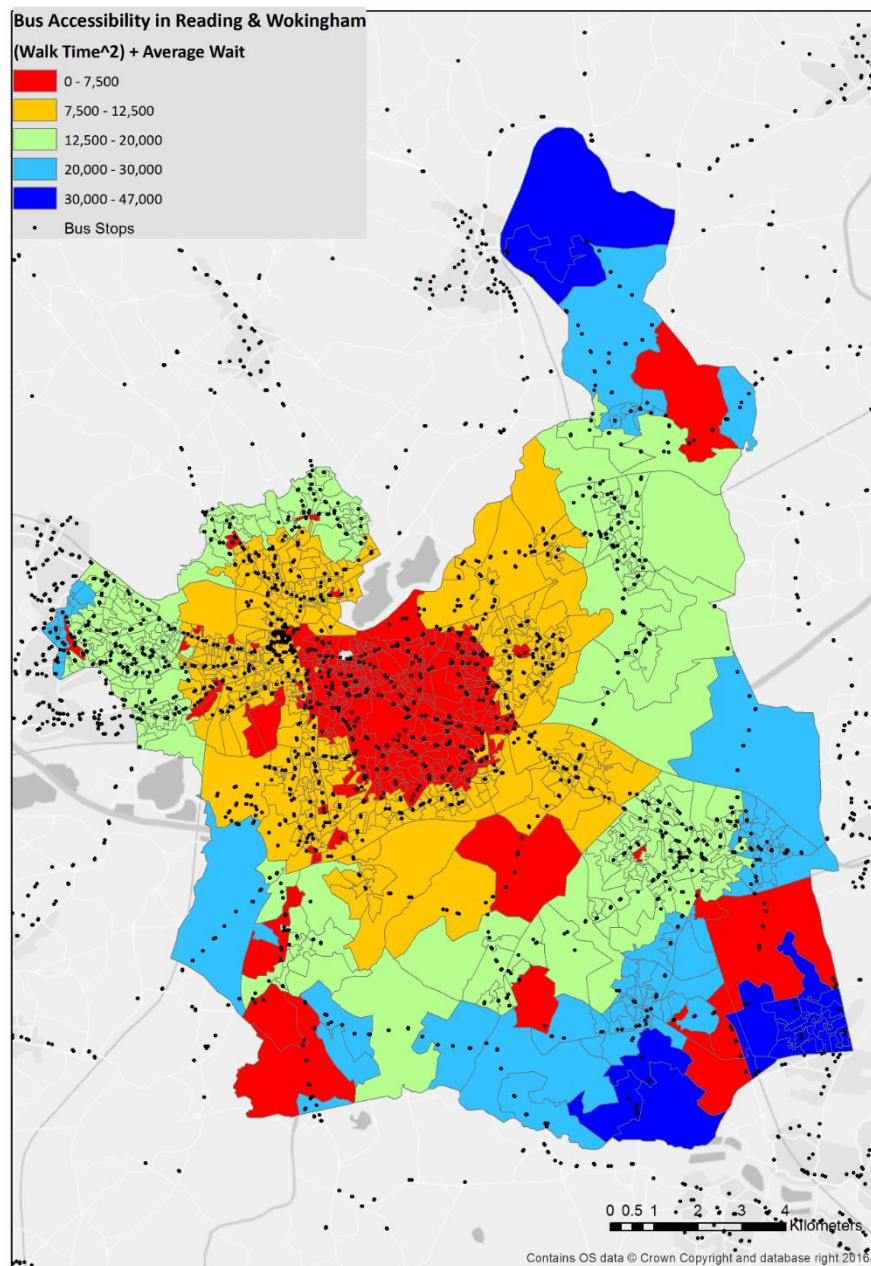 Bus Accessibility in Reading & Wokingham
(Walk Time^2) + Average Wait
0 - 7,500
7,500 - 12,500
12,500 - 20,000
20,000 - 30,000
30,000 - 47,000
Bus Stops
0 0.5 1 2 3 4
Kilometers
Contains OS data © Crown Copyright and database right 2016